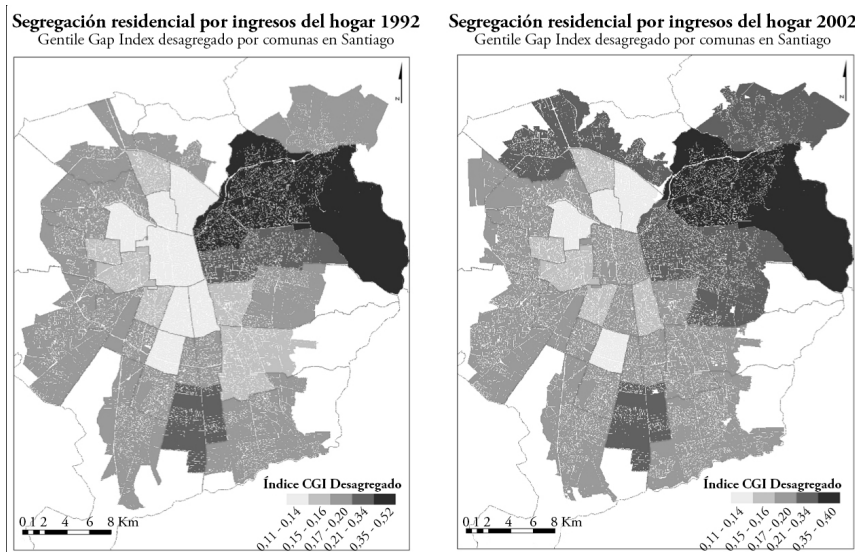 Segregación residencial por ingresos del hogar 1992
Gentile Gap Index desagregado por comunas en Santiago
N
Índice CGI Desagregado
0 1 2 4 6 8 Km
0,11 - 0,14
0,15 - 0,16
0,17 - 0,20
0,21 - 0,34
0,35 - 0,52
Segregación residencial por ingresos del hogar 2002
Gentile Gap Index desagregado por comunas en Santiago
N
Índice CGI Desagregado
0 1 2 4 6 8 Km
0,11 - 0,14
0,15 - 0,16
0,17 - 0,20
0,21 - 0,34
0,35 - 0,40